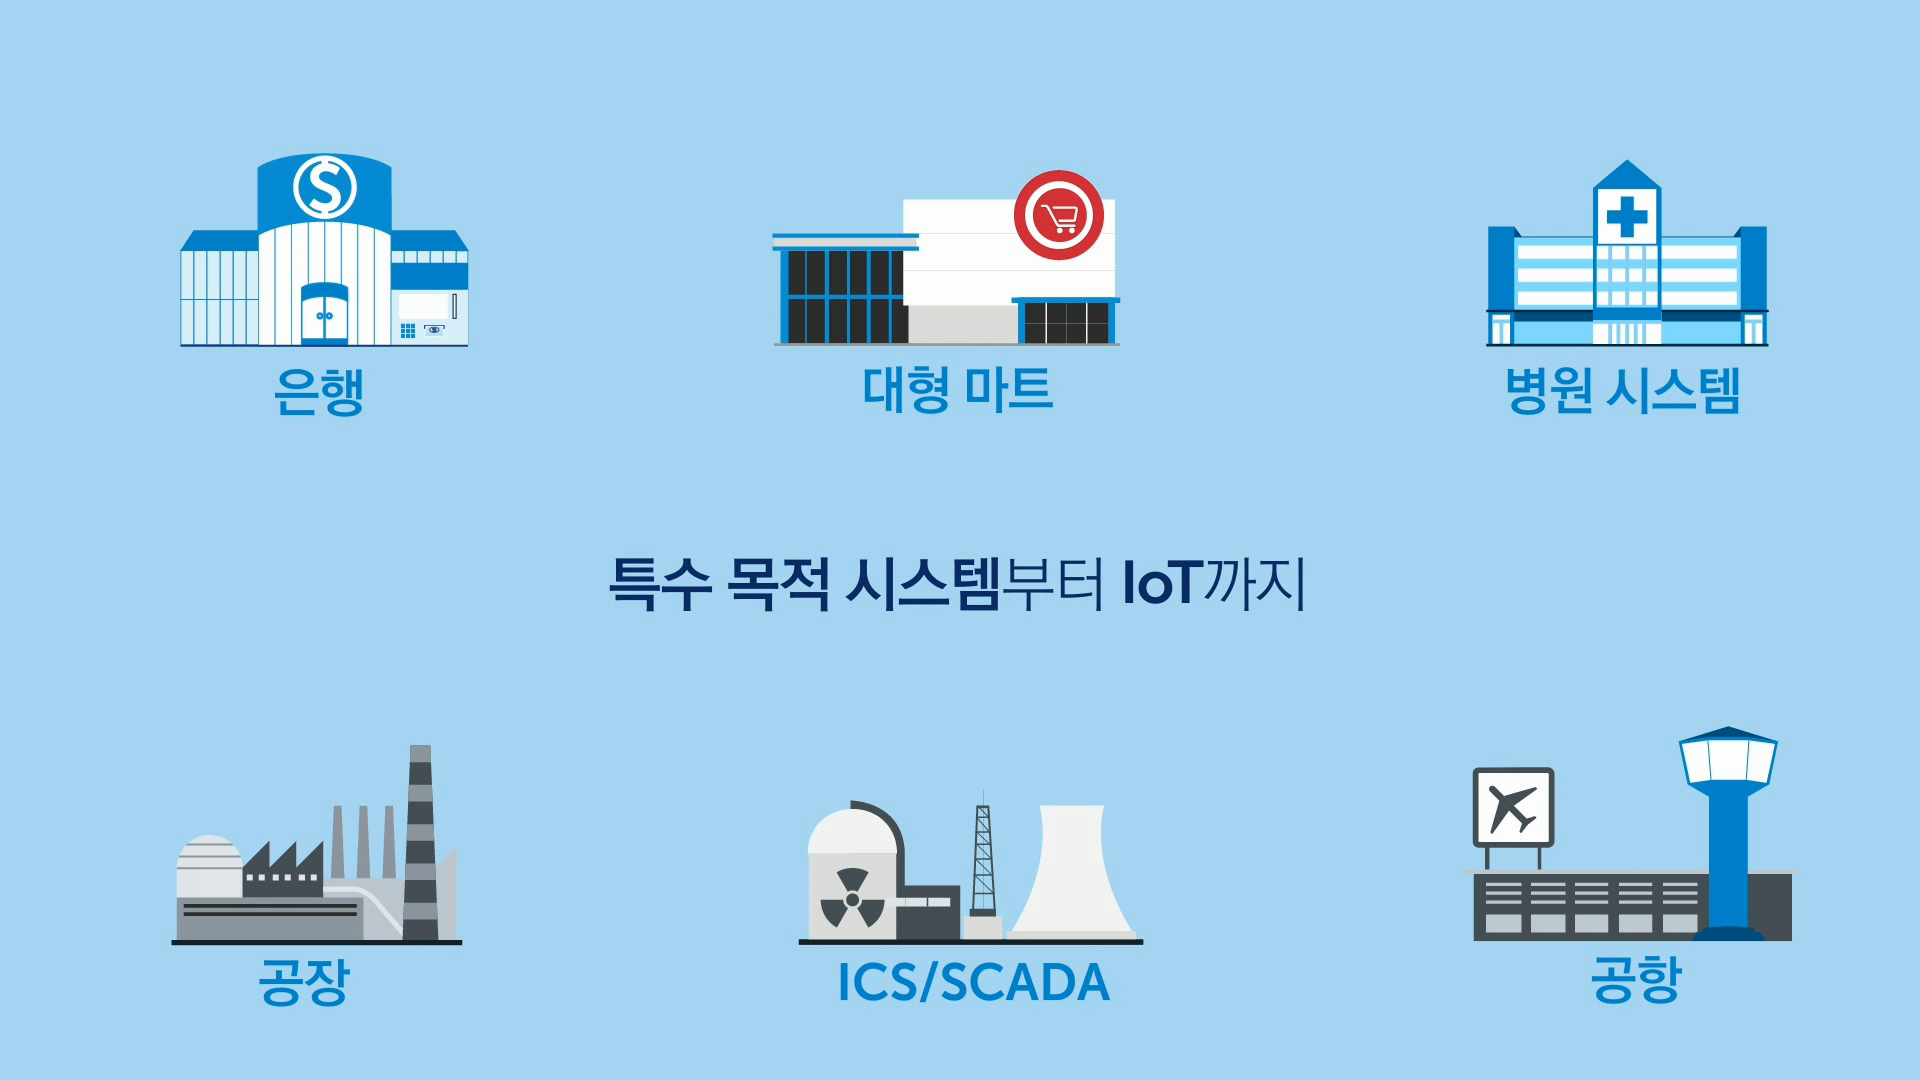 은행
대형 마트
병원 시스템
특수 목적 시스템부터 IoT까지
공장
ICS/SCADA
공항